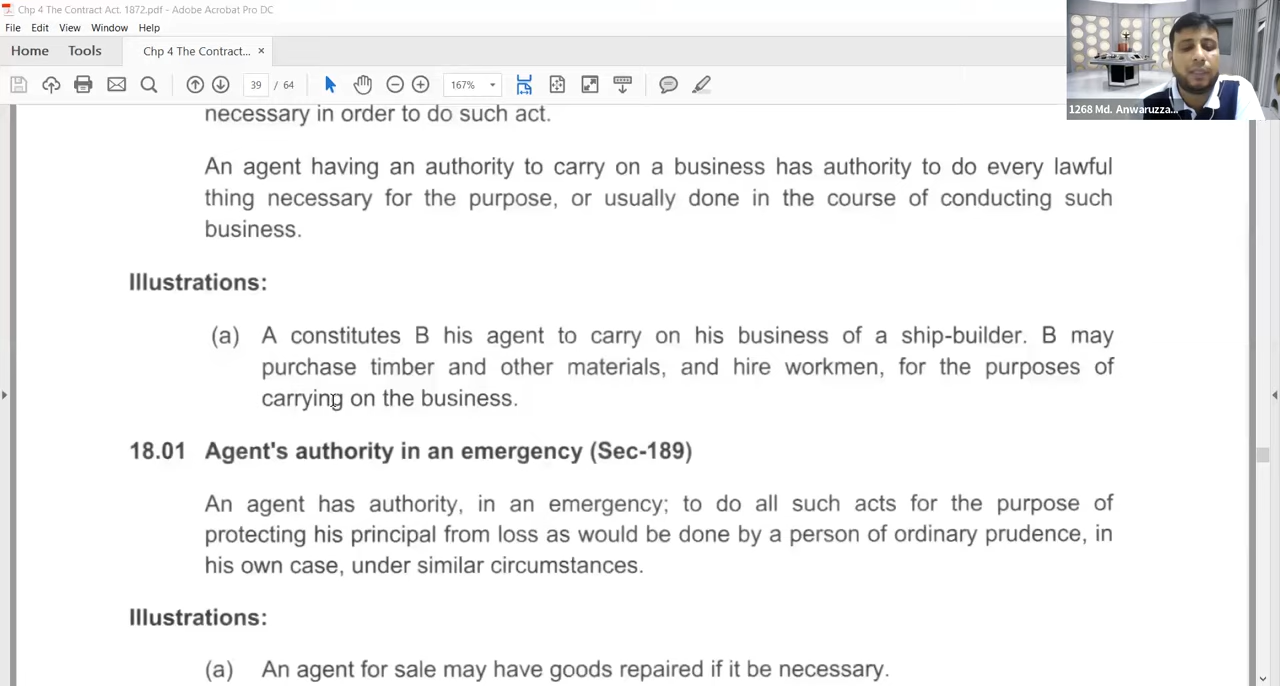 Chp 4 The Contract Act. 1872.pdf - Adobe Acrobat Pro DC
File Edit View Window Help
Home Tools Chp 4 The Contract... ×
39 / 64 167%
1268 Md. Anwaruzza...
necessary in order to do such act.
An agent having an authority to carry on a business has authority to do every lawful
thing necessary for the purpose, or usually done in the course of conducting such
business.
Illustrations:
(a) A constitutes B his agent to carry on his business of a ship-builder. B may
purchase timber and other materials, and hire workmen, for the purposes of
carrying on the business.
18.01 Agent's authority in an emergency (Sec-189)
An agent has authority, in an emergency; to do all such acts for the purpose of
protecting his principal from loss as would be done by a person of ordinary prudence, in
his own case, under similar circumstances.
Illustrations:
(a) An agent for sale may have goods repaired if it be necessary.